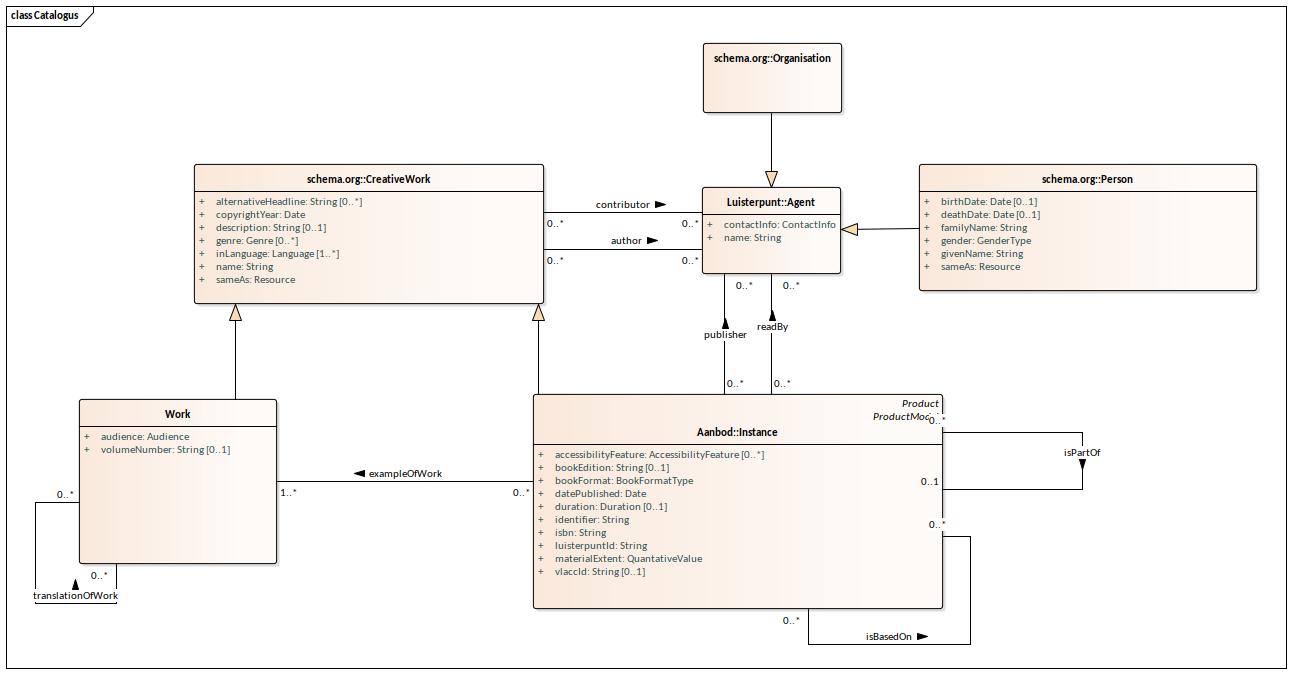 class Catalogus
schema.org::Organisation
schema.org::CreativeWork
+ alternativeHeadline: String [0..*]
+ copyrightYear: Date
+ description: String [0..1]
+ genre: Genre [0..*]
+ inLanguage: Language [1..*]
+ name: String
+ sameAs: Resource
contributor
0..*
0..*
author
0..*
0..*
Luisterpunt::Agent
+ contactInfo: ContactInfo
+ name: String
schema.org::Person
+ birthDate: Date [0..1]
+ deathDate: Date [0..1]
+ familyName: String
+ gender: GenderType
+ givenName: String
+ sameAs: Resource
0..*
0..*
publisher
readBy
0..*
0..*
Work
+ audience: Audience
+ volumeNumber: String [0..1]
exampleOfWork
1..*
0..*
0..*
0..*
translationOfWork
Product
0..*
Aanbod::Instance
+ accessibilityFeature: AccessibilityFeature [0..*]
+ bookEdition: String [0..1]
+ bookFormat: BookFormatType
+ datePublished: Date
+ duration: Duration [0..1]
+ identifier: String
+ isbn: String
+ luisterpuntId: String
+ materialExtent: QuantativeValue
+ vlaccId: String [0..1]
isPartOf
0..1
0..*
0..*
isBasedOn